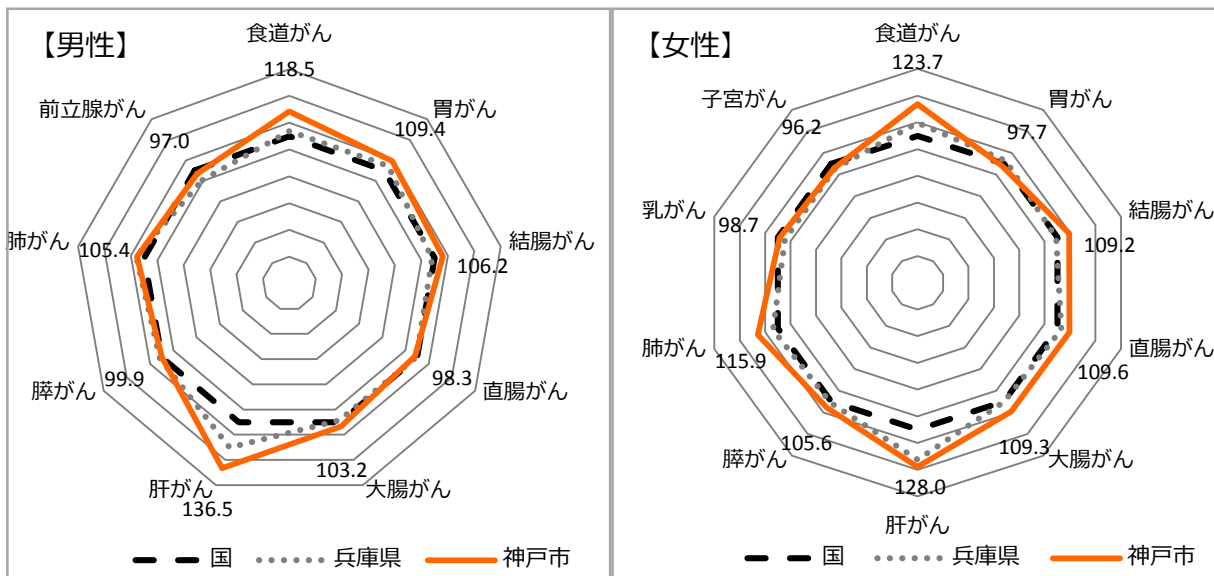 【男性】
食道がん
118.5
胃がん
109.4
結腸がん
106.2
直腸がん
98.3
大腸がん
103.2
肝がん
136.5
膵がん
99.9
肺がん
105.4
前立腺がん
97.0
国
兵庫県
神戸市
【女性】
食道がん
123.7
胃がん
97.7
結腸がん
109.2
直腸がん
109.6
大腸がん
109.3
肝がん
128.0
膵がん
105.6
肺がん
115.9
乳がん
98.7
子宮がん
96.2
国
兵庫県
神戸市